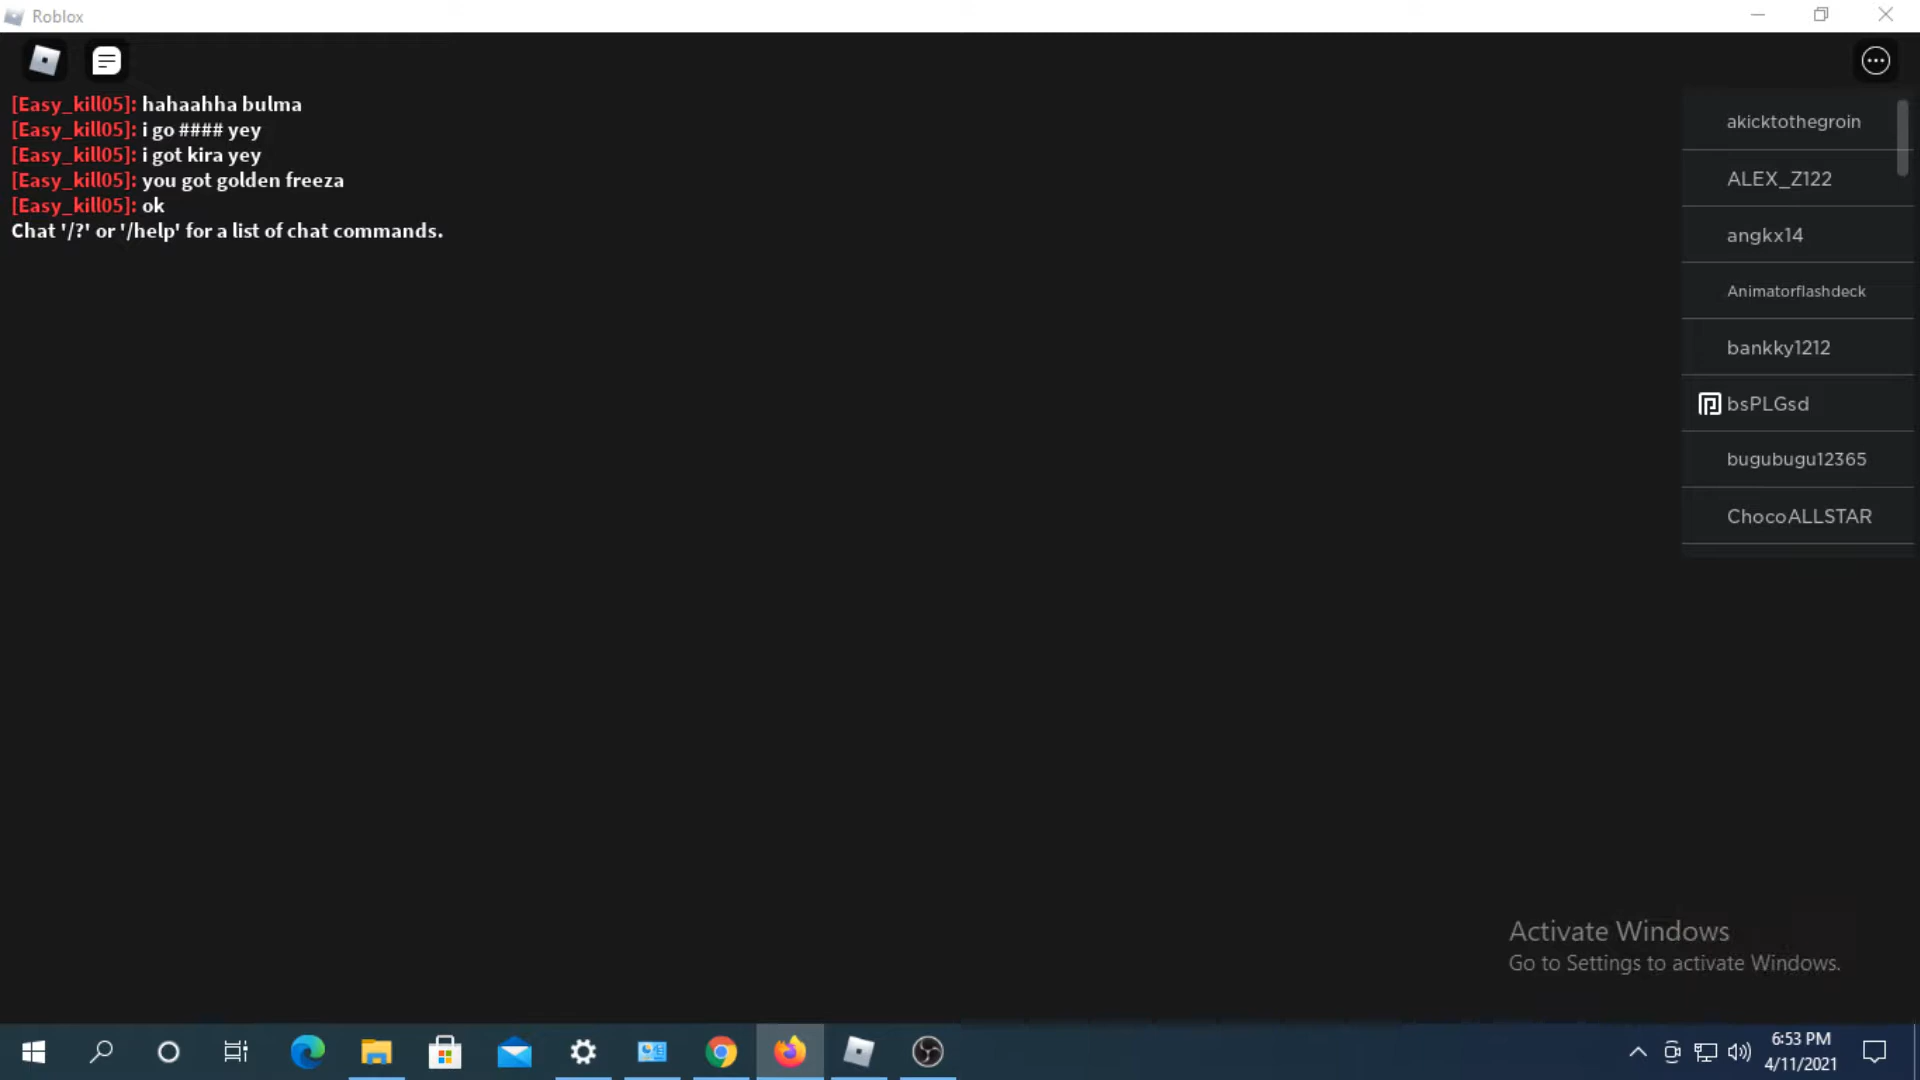 Roblox
[Easy_kill05]: hahaahha bulma
[Easy_kill05]: i go #### yey
[Easy_kill05]: i got kira yey
[Easy_kill05]: you got golden freeza
[Easy_kill05]: ok
Chat '/?' or '/help' for a list of chat commands.
akicktothegroin
ALEX_Z122
angkx14
Animatorflashdeck
bankky1212
bsPLGsd
bugubugu12365
ChocoALLSTAR
Activate Windows
Go to Settings to activate Windows.
6:53 PM
4/11/2021